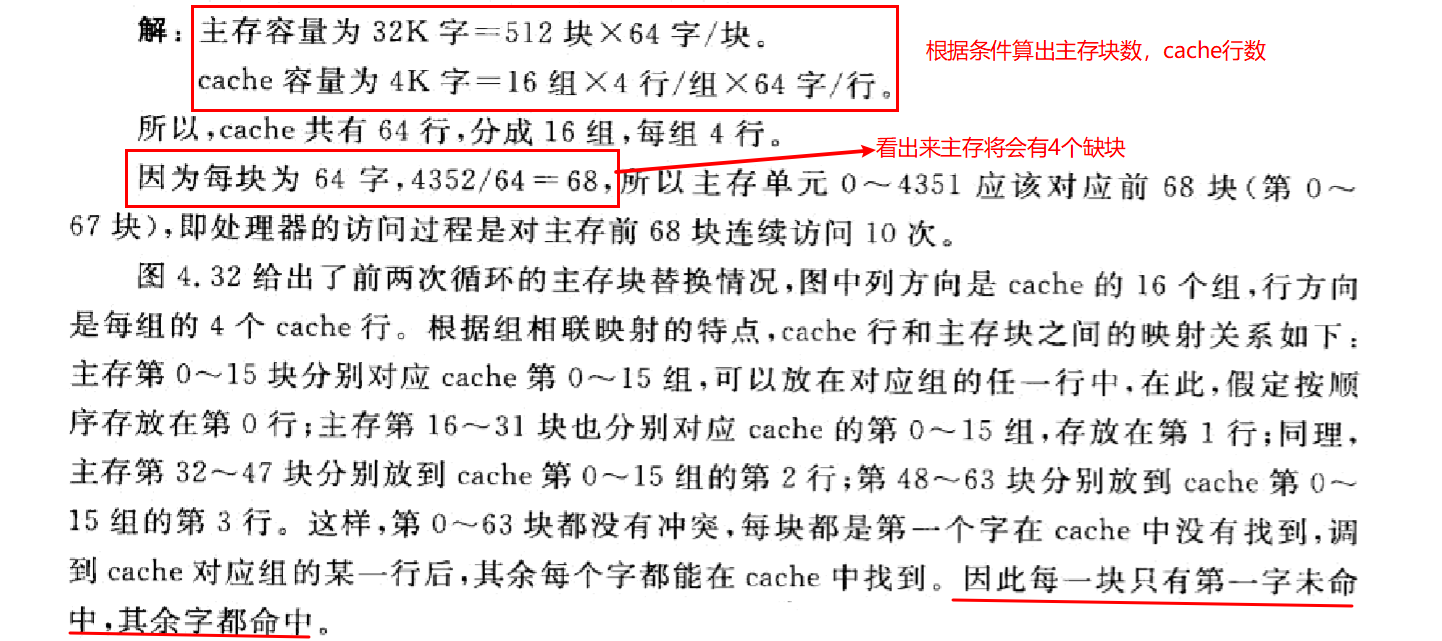 解：主存容量为 32K 字＝512 块×64 字/块。
根据条件算出主存块数，cache行数
cache 容量为 4K 字＝16 组×4 行/组×64 字/行。
所以，cache 共有 64 行，分成 16 组，每组 4 行。
看出来主存将会有4个缺块
因为每块为 64 字，4352/64＝68，所以主存单元 0～4351 应该对应前 68 块（第 0～
67 块），即处理器的访问过程是对主存前 68 块连续访问 10 次。
图 4.32 给出了前两次循环的主存块替换情况，图中列方向是 cache 的 16 个组，行方向
是每组的 4 个 cache 行。根据组相联映射的特点，cache 行和主存块之间的映射关系如下：
主存第 0～15 块分别对应 cache 第 0～15 组，可以放在对应组的任一行中，在此，假定按顺
序存放在第 0 行；主存第 16～31 块也分别对应 cache 的第 0～15 组，存放在第 1 行；同理，
主存第 32～47 块分别放到 cache 第 0～15 组的第 2 行；第 48～63 块分别放到 cache 第 0～
15 组的第 3 行。这样，第 0～63 块都没有冲突，每块都是第一个字在 cache 中没有找到，调
到 cache 对应组的某一行后，其余每个字都能在 cache 中找到。因此每一块只有第一字未命
中，其余字都命中。